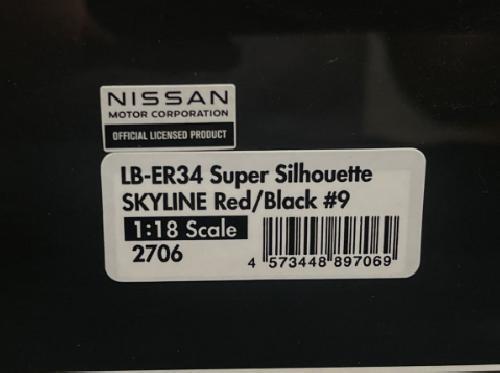 NISSAN
MOTOR CORPORATION
OFFICIAL LICENSED PRODUCT
LB-ER34 Super Silhouette
SKYLINE Red/Black #9
1:18 Scale
2706
4 573448 897069